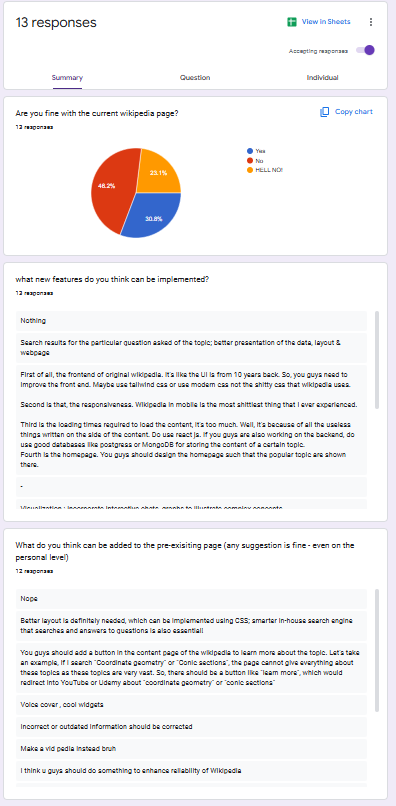 13 responses
View in Sheets
Accepting responses
Summary
Question
Individual
Are you fine with the current wikipedia page?
Copy chart
13 responses
Yes
No
HELL NO!
23.1%
46.2%
30.8%
what new features do you think can be implemented?
13 responses
Nothing
Search results for the particular question asked of the topic; better presentation of the data, layout &
webpage
First of all, the frontend of original wikipedia. It's like the UI is from 10 years back. So, you guys need to
improve the front end. Maybe use tailwind css or use modern css not the shitty css that wikipedia uses.
Second is that, the responsiveness. Wikipedia in mobile is the most shittiest thing that I ever experienced.
Third is the loading times required to load the content, it's too much. Well, it's because of all the useless
things written on the side of the content. Do use react js. If you guys are also working on the backend, do
use good databases like postgres or MongoDB for storing the content of a certain topic.
Fourth is the homepage. You guys should design the homepage such that the popular topic are shown
there.
-
Visualization : Incorporate interactive charts, graphs to illustrate complex concepts
What do you think can be added to the pre-exisiting page (any suggestion is fine - even on the
personal level)
12 responses
Nope
Better layout is definitely needed, which can be implemented using CSS; smarter in-house search engine
that searches and answers to questions is also essential!
You guys should add a button in the content page of the wikipedia to learn more about the topic. Let's take
an example, if I search "Coordinate geometry" or "Conic sections", the page cannot give everything about
these topics as these topics are very vast. So, there should be a button like "learn more", which would
redirect into YouTube or Udemy about "coordinate geometry" or "conic sections"
Voice cover , cool widgets
Incorrect or outdated information should be corrected
Make a vid pedia instead bruh
I think u guys should do something to enhance reliability of Wikipedia